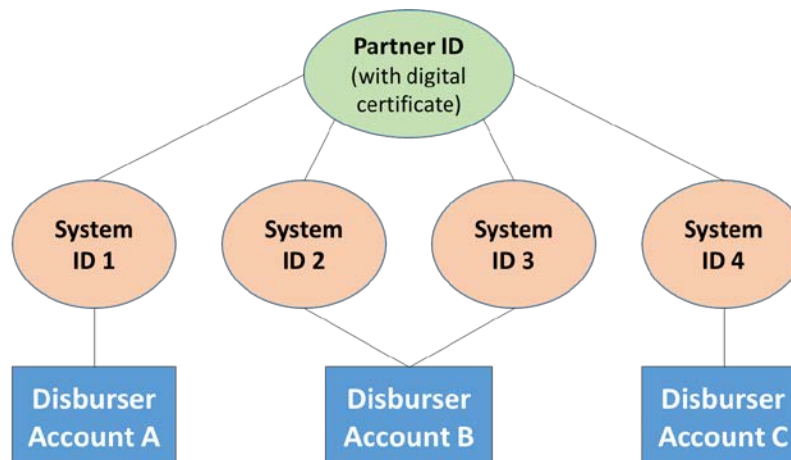 Partner ID
(with digital
certificate)
System
ID 1
System
ID 2
System
ID 3
System
ID 4
Disburser
Account A
Disburser
Account B
Disburser
Account C